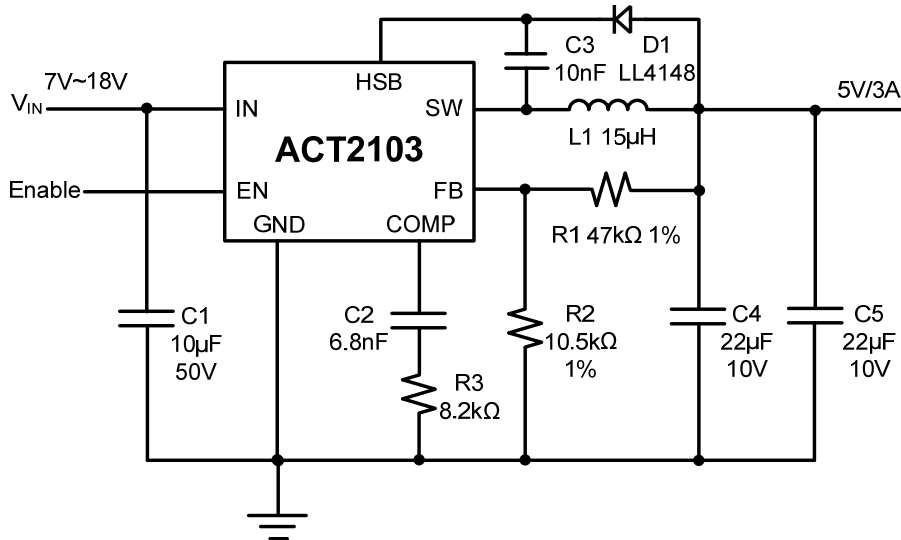 7V~18V
VIN
Enable
HSB
IN
SW
ACT2103
EN
FB
GND
COMP
C3
10nF
D1
LL4148
5V/3A
L1 15µH
R1 47kΩ 1%
C1
10µF
50V
C2
6.8nF
R3
8.2kΩ
R2
10.5kΩ
1%
C4
22µF
10V
C5
22µF
10V